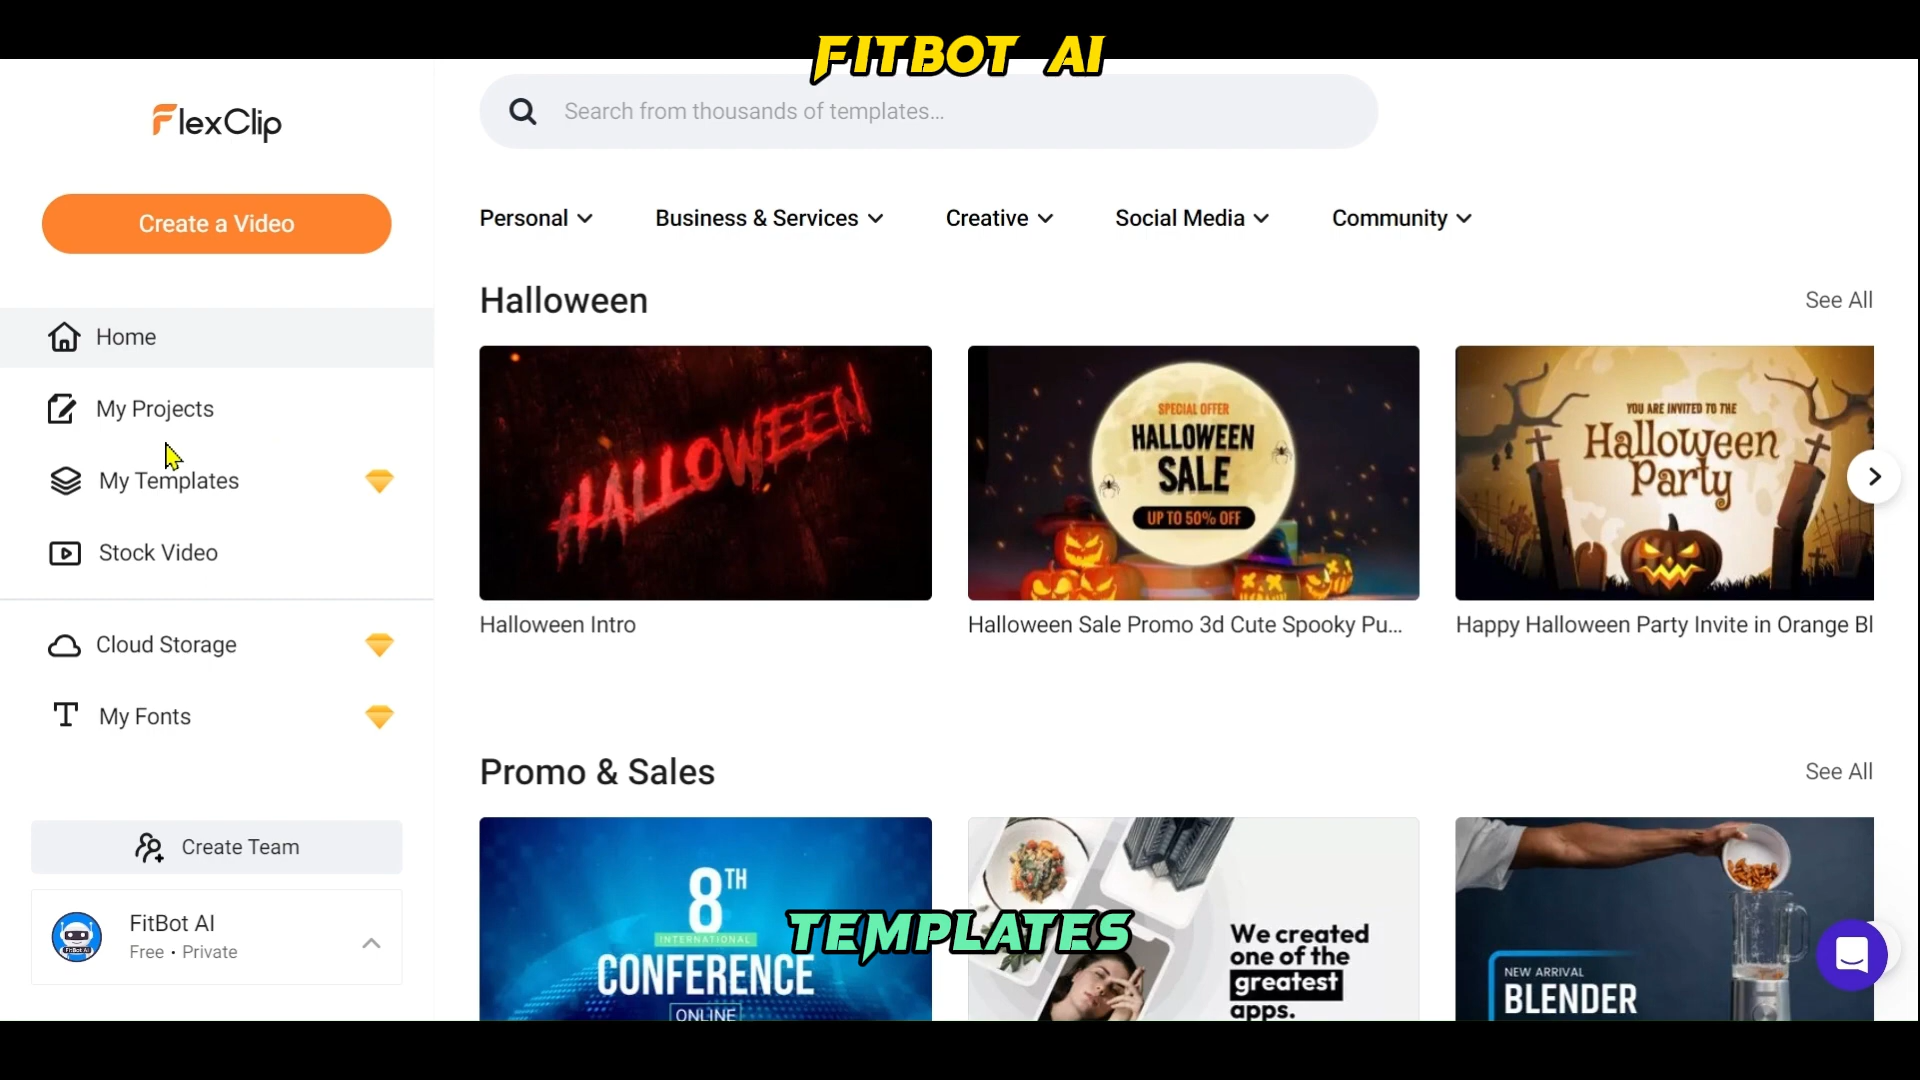 FITBOT AI
FlexClip
Search from thousands of templates...
Create a Video
Personal
Business & Services
Creative
Social Media
Community
Home
My Projects
My Templates
Stock Video
Cloud Storage
My Fonts
Create Team
FitBot AI
Free • Private
Halloween
See All
HALLOWEEN
SPECIAL OFFER
HALLOWEEN
SALE
UP TO 50% OFF
YOU ARE INVITED TO THE
Halloween
Party
Halloween Intro
Halloween Sale Promo 3d Cute Spooky Pu...
Happy Halloween Party Invite in Orange Bl
Promo & Sales
See All
8TH
INTERNATIONAL
CONFERENCE
ONLINE
TEMPLATES
We created
one of the
greatest
apps.
NEW ARRIVAL
BLENDER